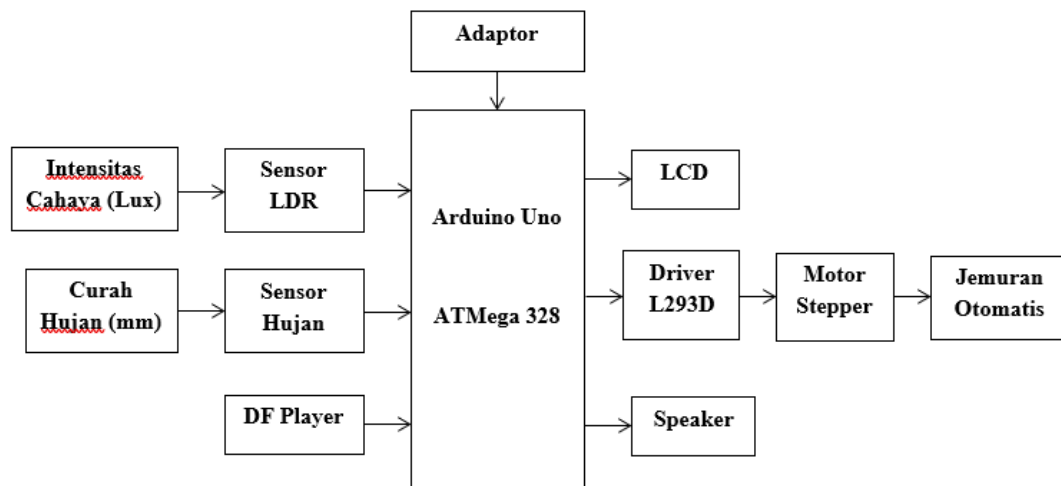 Adaptor
Intensitas
Cahaya (Lux)
Sensor
LDR
Curah
Hujan (mm)
Sensor
Hujan
DF Player
Arduino Uno
ATMega 328
LCD
Driver
L293D
Motor
Stepper
Jemuran
Otomatis
Speaker